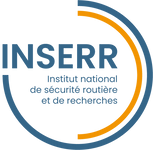 INSERR
Institut national
de sécurité routière
et de recherches